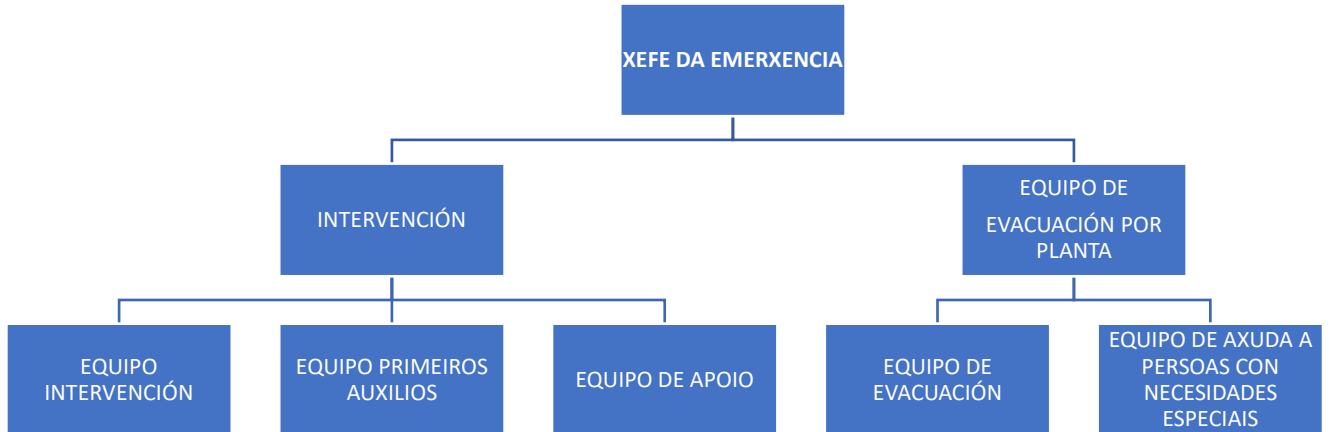 XEFE DA EMERXENCIA
INTERVENCIÓN
EQUIPO DE
EVACUACIÓN POR
PLANTA
EQUIPO
INTERVENCIÓN
EQUIPO PRIMEIROS
AUXILIOS
EQUIPO DE APOIO
EQUIPO DE
EVACUACIÓN
EQUIPO DE AXUDA A
PERSOAS CON
NECESIDADES
ESPECIAIS